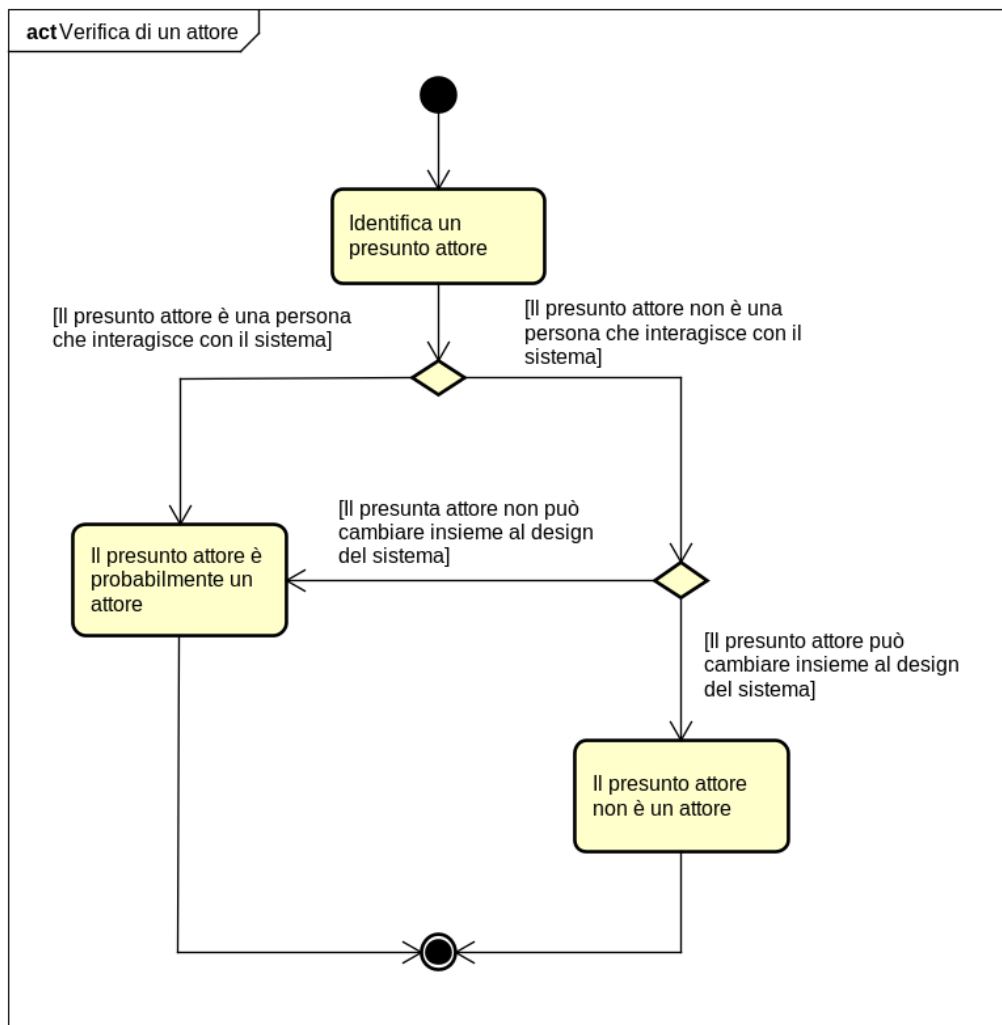 act Verifica di un attore
Identifica un
presunto attore
[Il presunto attore è una persona
che interagisce con il sistema]
[Il presunto attore non è una
persona che interagisce con il
sistema]
[Il presunta attore non può
cambiare insieme al design
del sistema]
Il presunto attore è
probabilmente un
attore
[Il presunto attore può
cambiare insieme al design
del sistema]
Il presunto attore
non è un attore